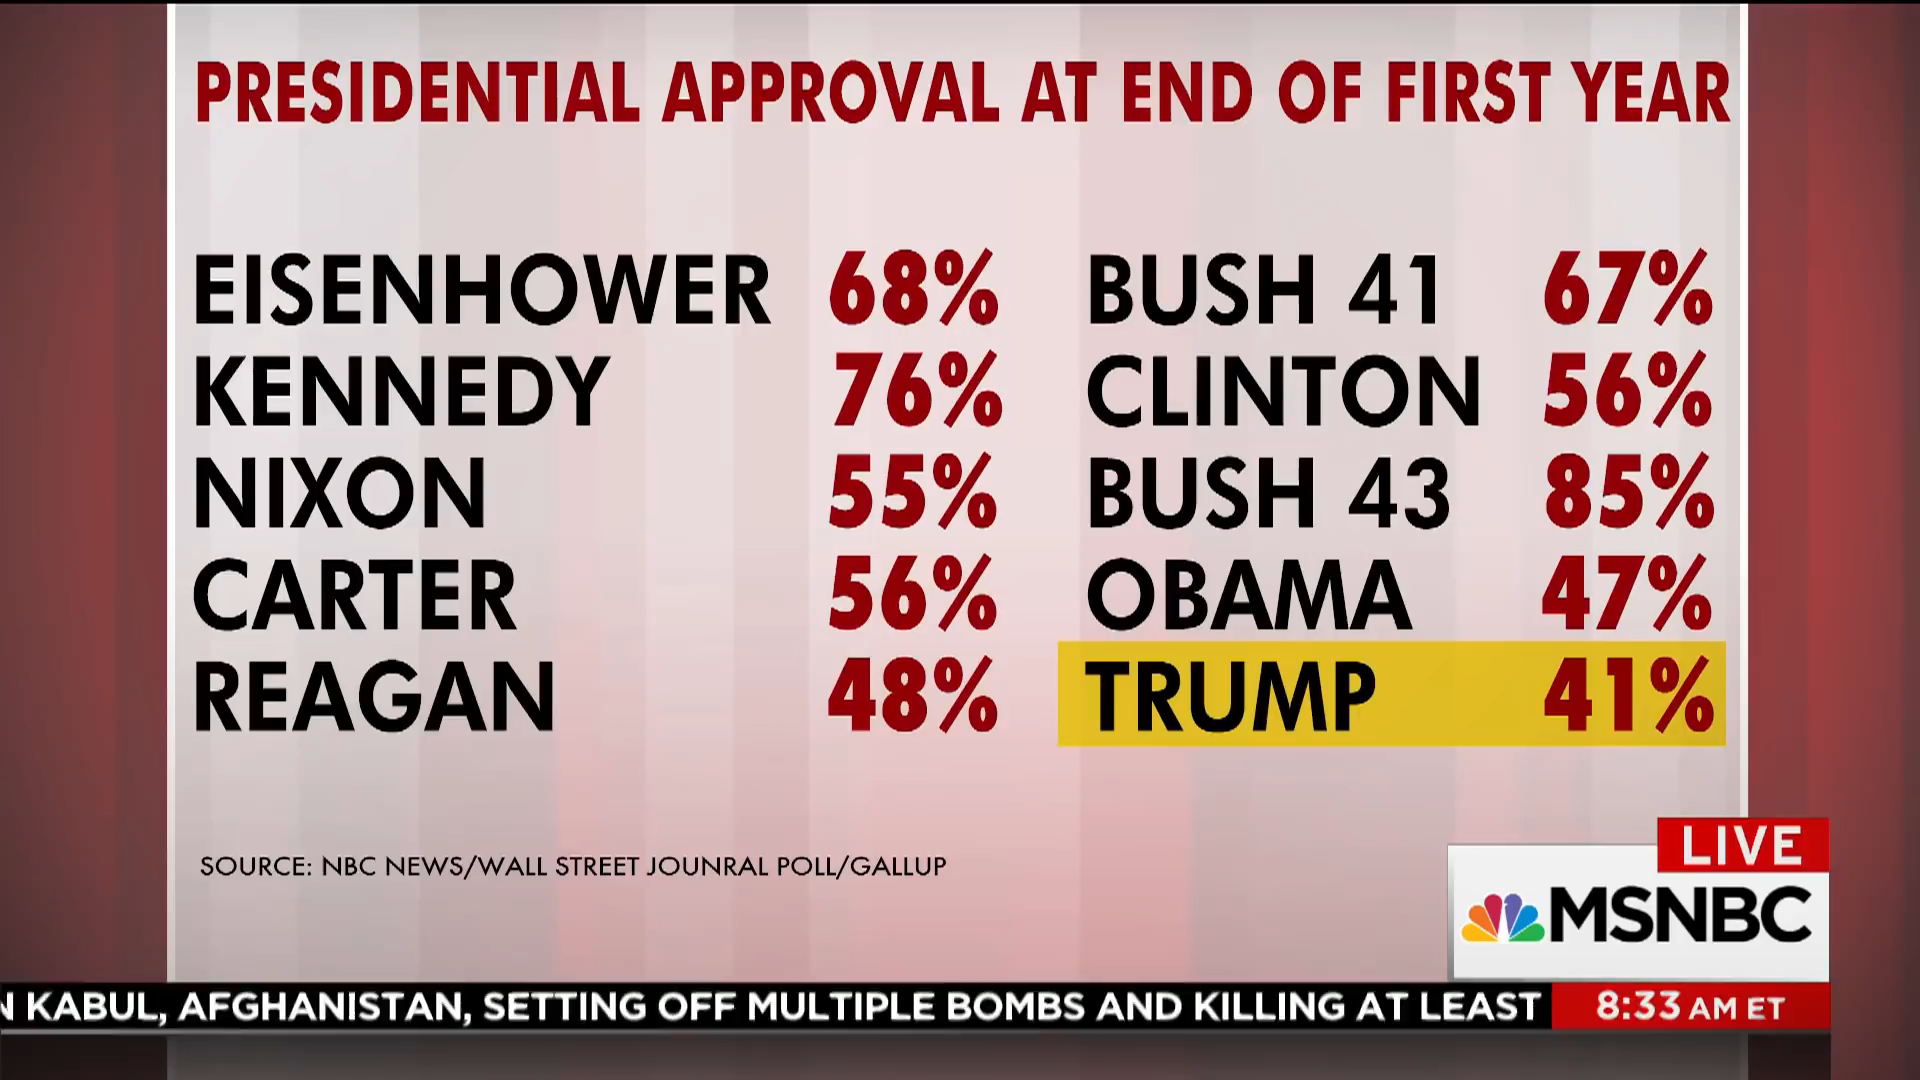 PRESIDENTIAL APPROVAL AT END OF FIRST YEAR
EISENHOWER 68%
KENNEDY 76%
NIXON 55%
CARTER 56%
REAGAN 48%
BUSH 41 67%
CLINTON 56%
BUSH 43 85%
OBAMA 47%
TRUMP 41%
SOURCE: NBC NEWS/WALL STREET JOUNRAL POLL/GALLUP
LIVE
MSNBC
N KABUL, AFGHANISTAN, SETTING OFF MULTIPLE BOMBS AND KILLING AT LEAST
8:33 AM ET